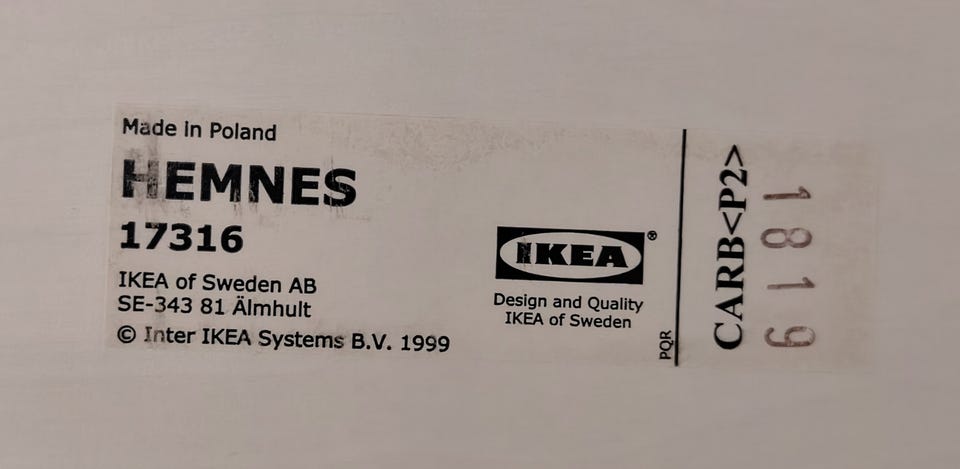 Made in Poland
HEMNES
17316
IKEA of Sweden AB
SE-343 81 Älmhult
© Inter IKEA Systems B.V. 1999
IKEA®
Design and Quality
IKEA of Sweden
PQR
CARB<P2>
1819